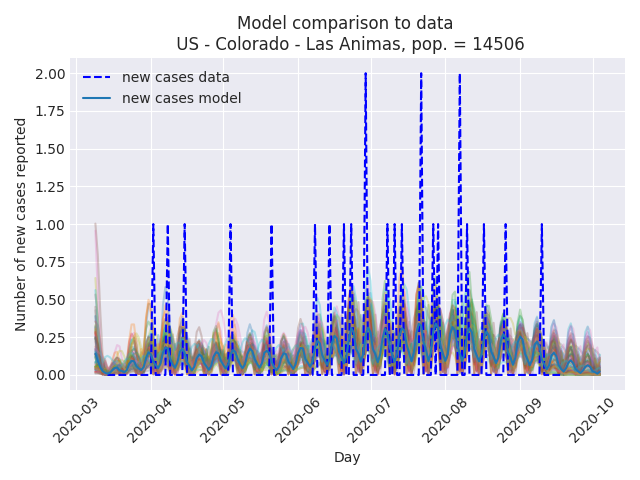 Model comparison to data
US - Colorado - Las Animas, pop. = 14506
new cases data
new cases model
Number of new cases reported
2.00
1.75
1.50
1.25
1.00
0.75
0.50
0.25
0.00
2020-03
2020-04
2020-05
2020-06
2020-07
2020-08
2020-09
2020-10
Day